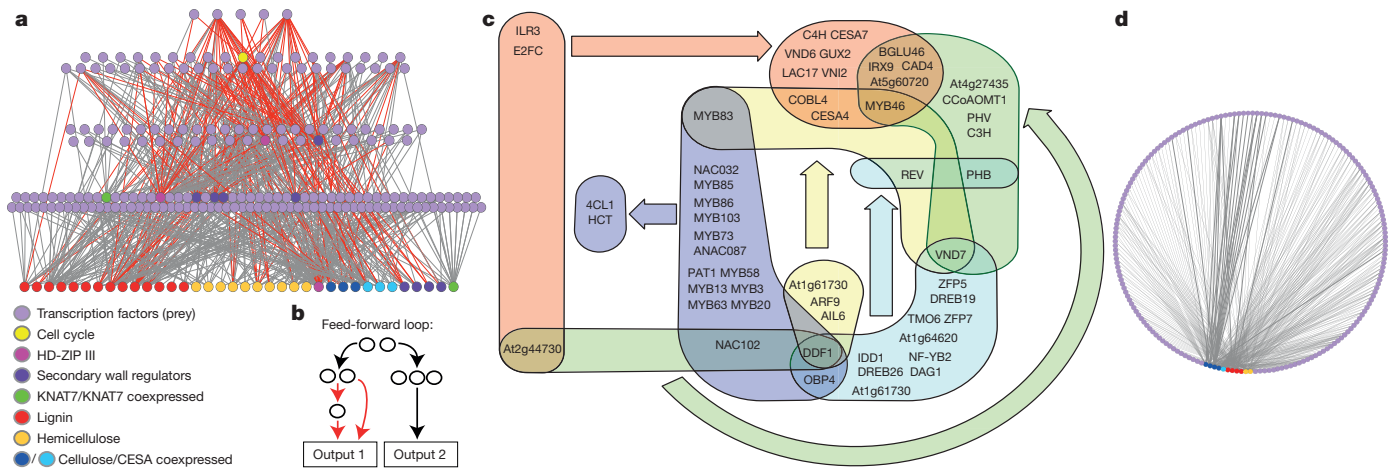 a
Transcription factors (prey)
Cell cycle
HD-ZIP III
Secondary wall regulators
KNAT7/KNAT7 coexpressed
Lignin
Hemicellulose
/ Cellulose/CESA coexpressed
b
Feed-forward loop:
Output 1
Output 2
c
ILR3
E2FC
At2g44730
C4H CESA7
VND6 GUX2
LAC17 VNI2
COBL4
CESA4
BGLU46
IRX9 CAD4
At5g60720
MYB46
At4g27435
CCoAOMT1
PHV
C3H
MYB83
REV
PHB
NAC032
MYB85
MYB86
MYB103
MYB73
ANAC087
PAT1 MYB58
MYB13 MYB3
MYB63 MYB20
4CL1
HCT
NAC102
At1g61730
ARF9
AIL6
DDF1
OBP4
VND7
ZFP5
DREB19
TMO6 ZFP7
At1g64620
IDD1
NF-YB2
DREB26
DAG1
At1g61730
d